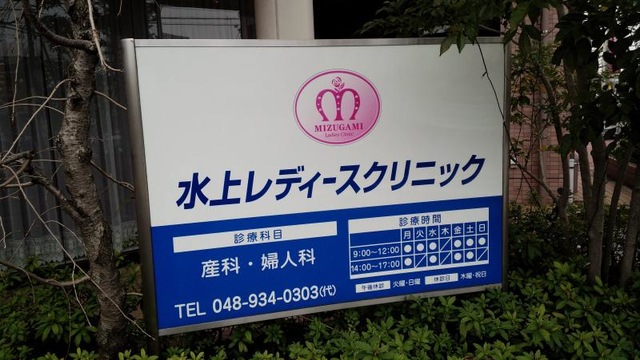 MIZUGAMI
Ladies Clinic
水上レディースクリニック
診療科目
産科・婦人科
TEL 048-934-0303(代)
診療時間 月 火 水 木 金 土 日
9:00〜12:00 ● ● ● ／ ● ● ●
14:00〜17:00 ● ／ ● ／ ● ● ／
午後休診 火曜・日曜 休診日 木曜・祝日